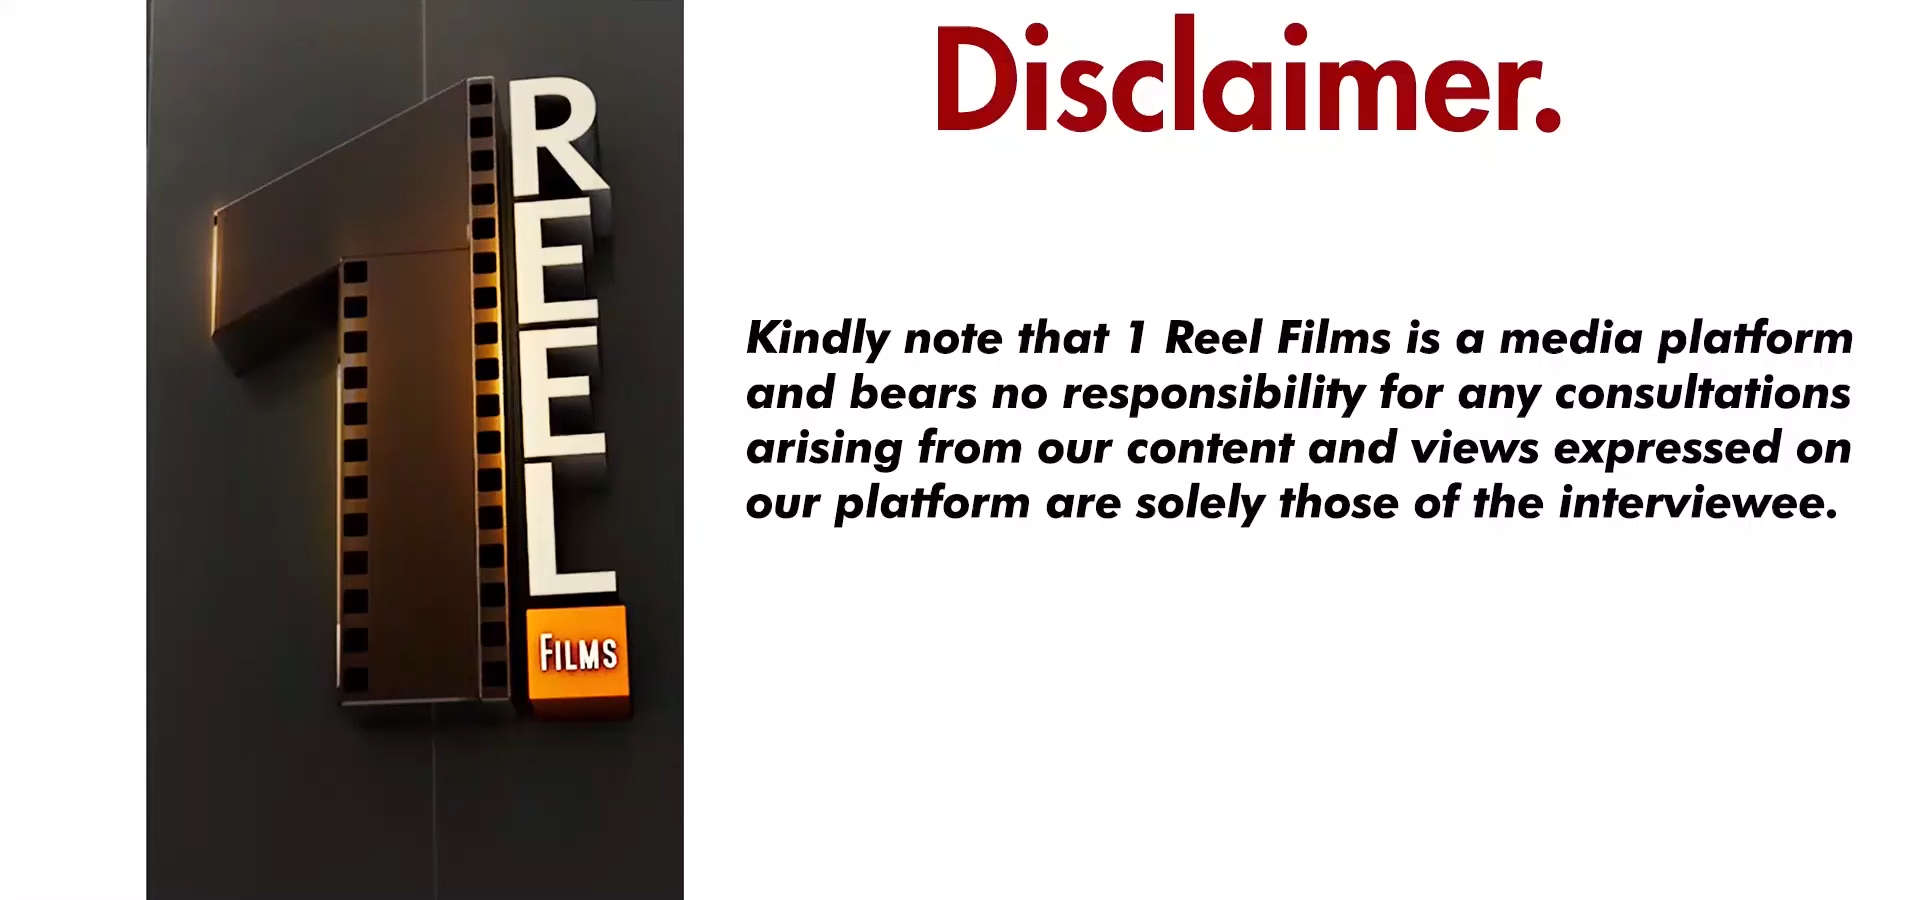 1
REEL
FILMS
Disclaimer.
Kindly note that 1 Reel Films is a media platform
and bears no responsibility for any consultations
arising from our content and views expressed on
our platform are solely those of the interviewee.